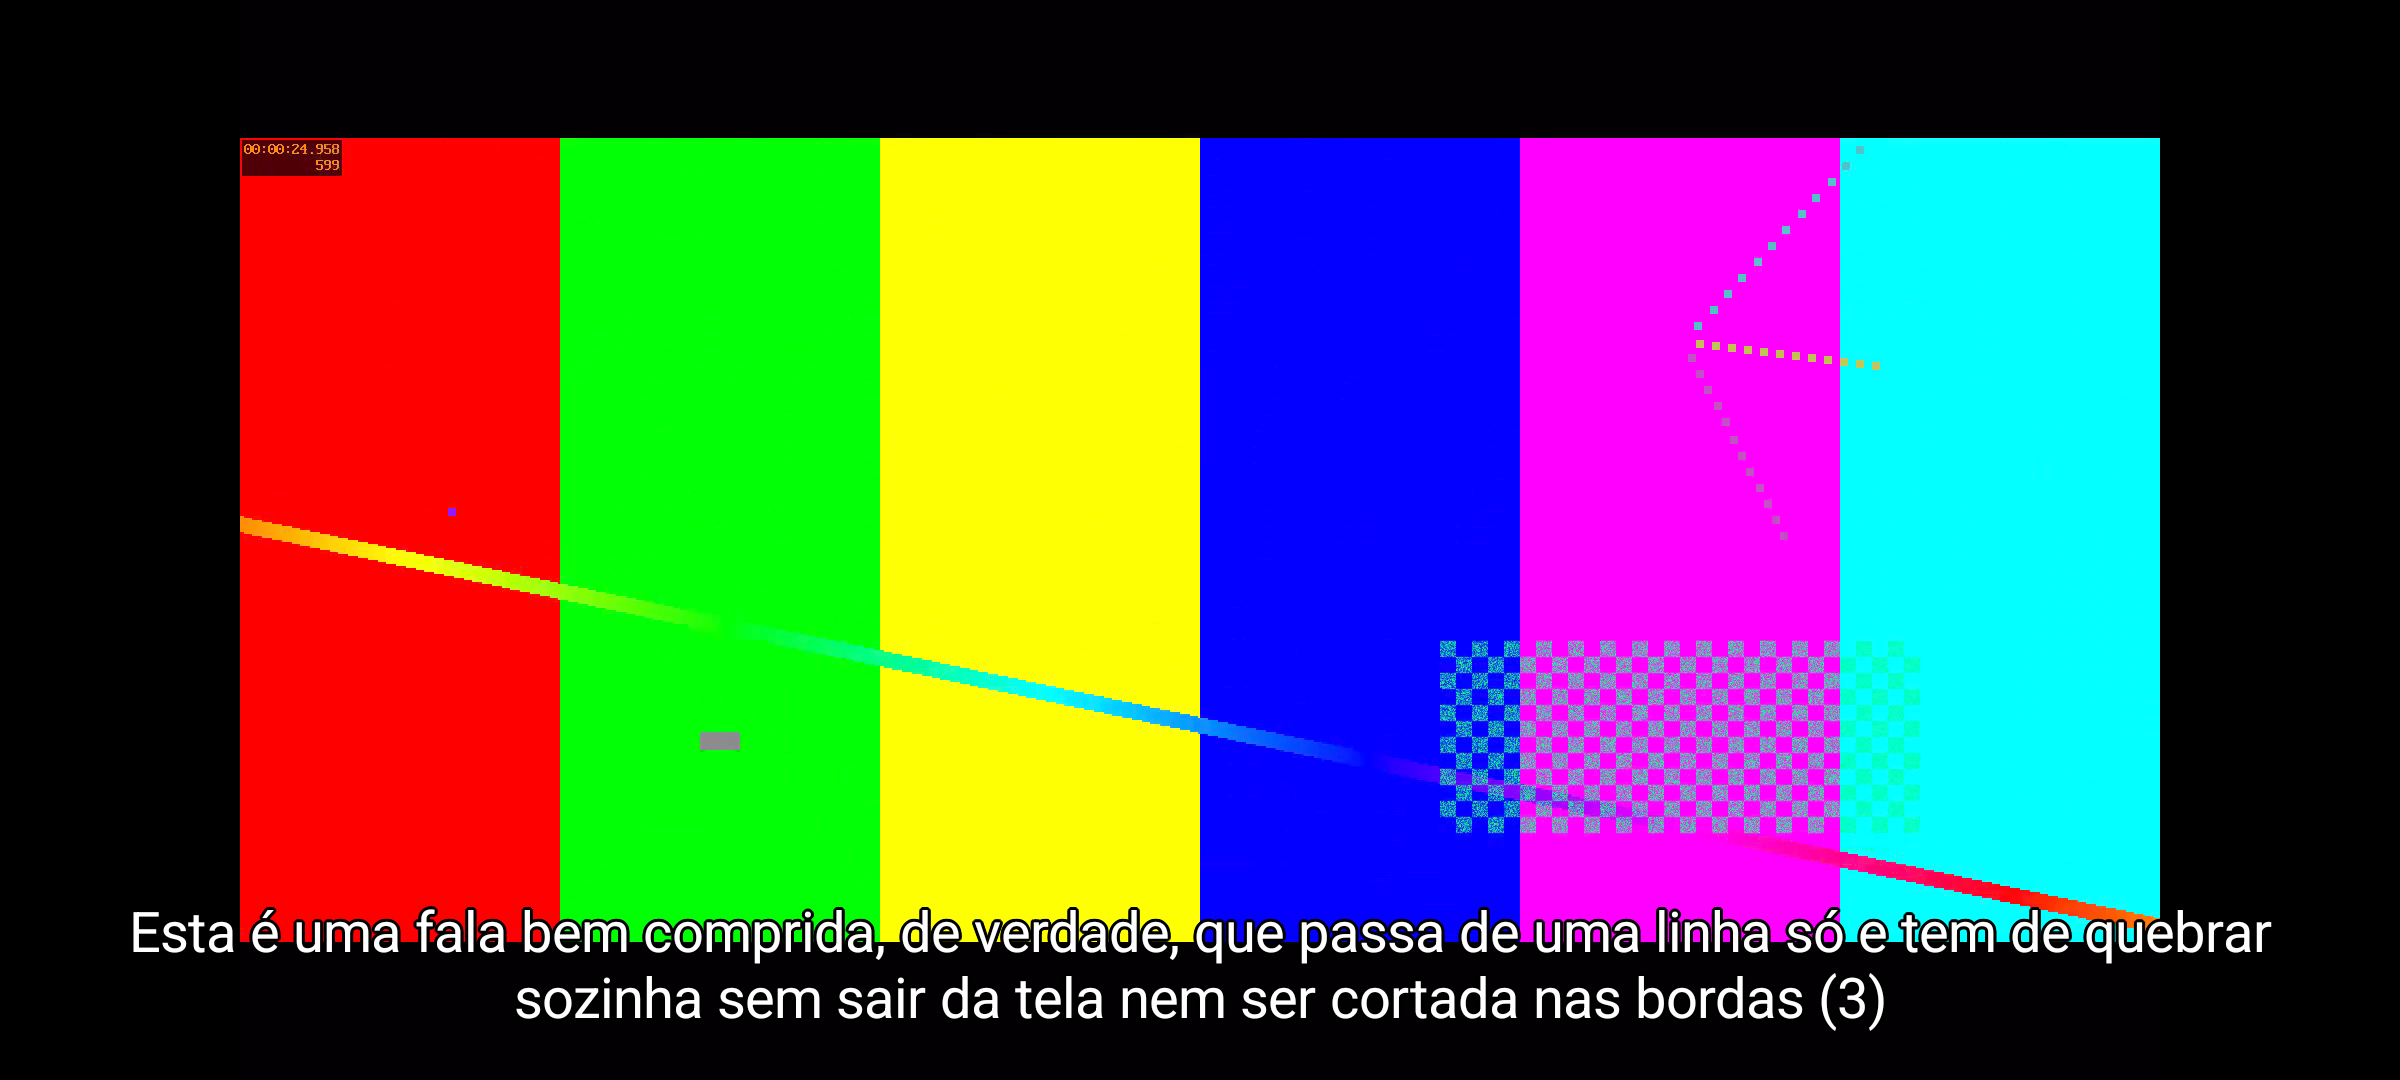 00:00:24.958
599
Esta é uma fala bem comprida, de verdade, que passa de uma linha só e tem de quebrar
sozinha sem sair da tela nem ser cortada nas bordas (3)